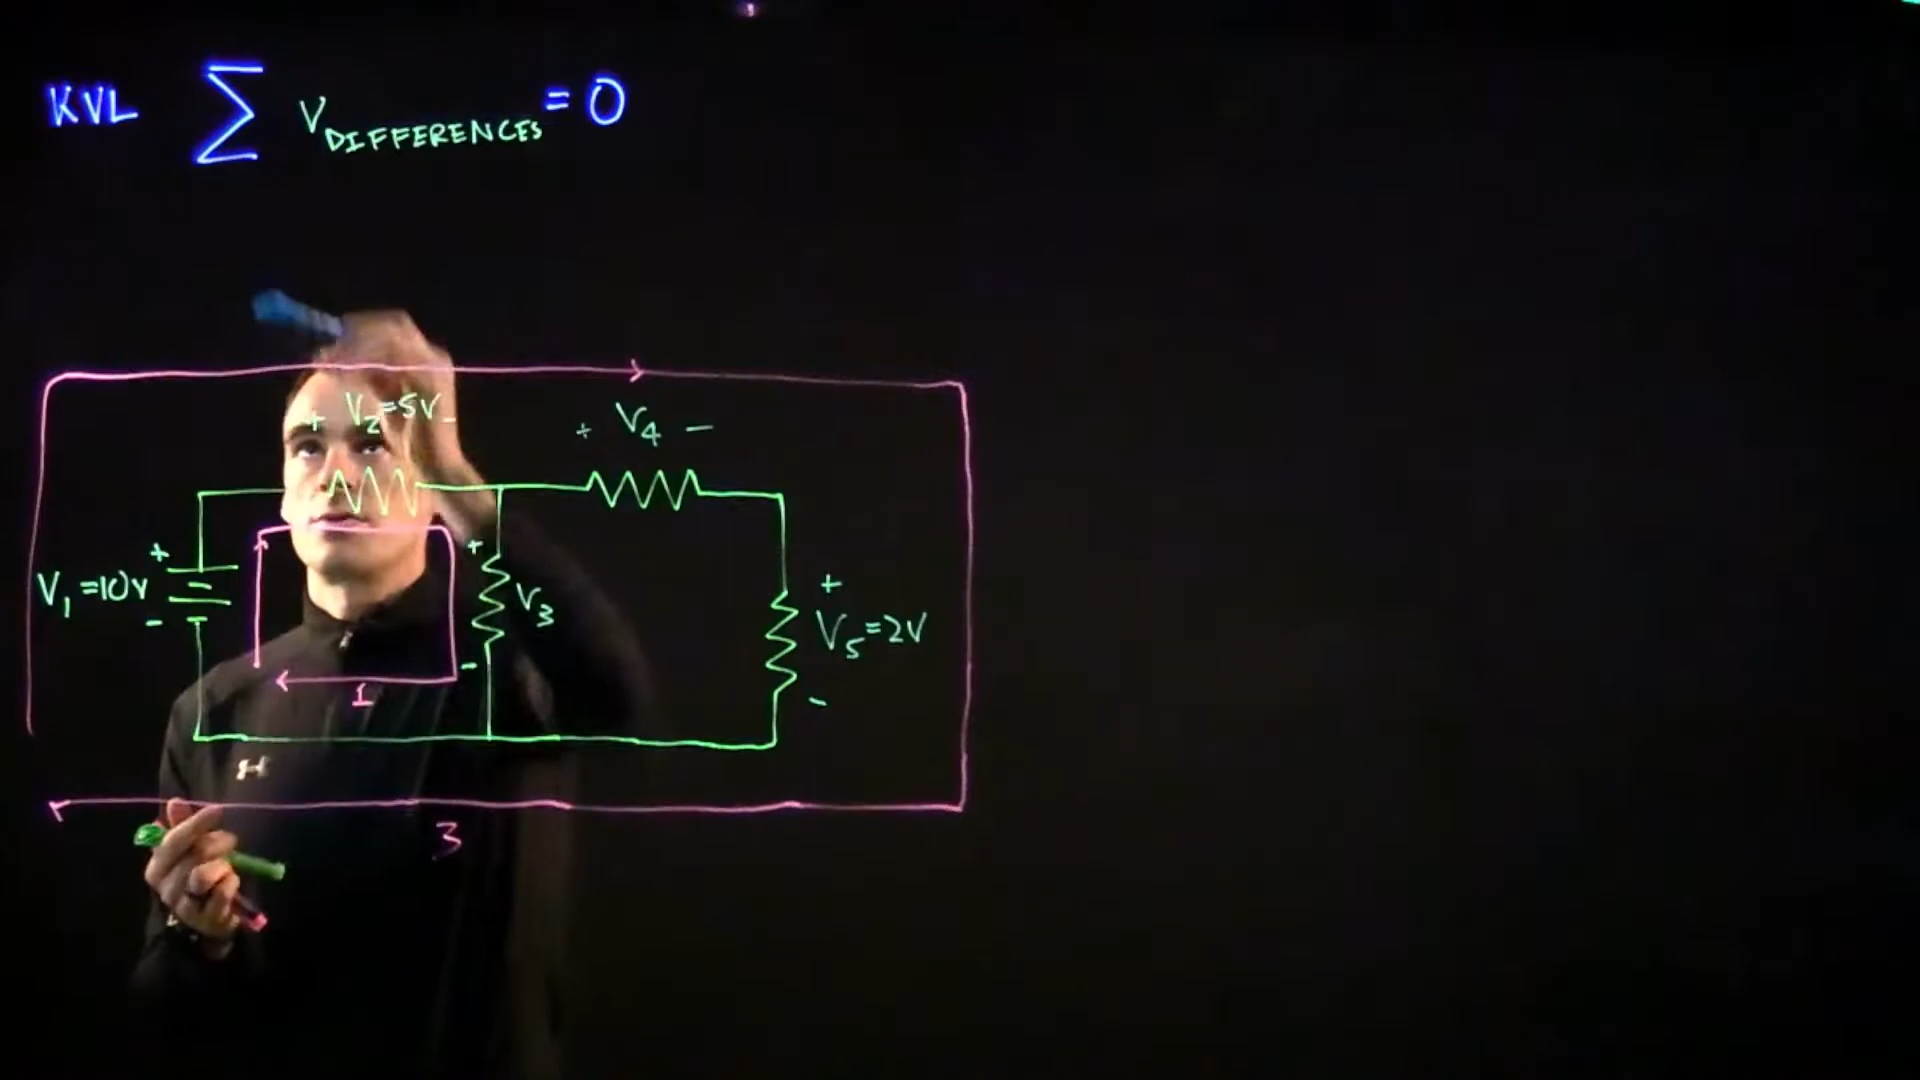 KVL ∑ V DIFFERENCES = 0
+ V₂=5V -
+ V₄ -
+
V₁=10V
-
+
V₃
-
+
V₅=2V
-
1
3